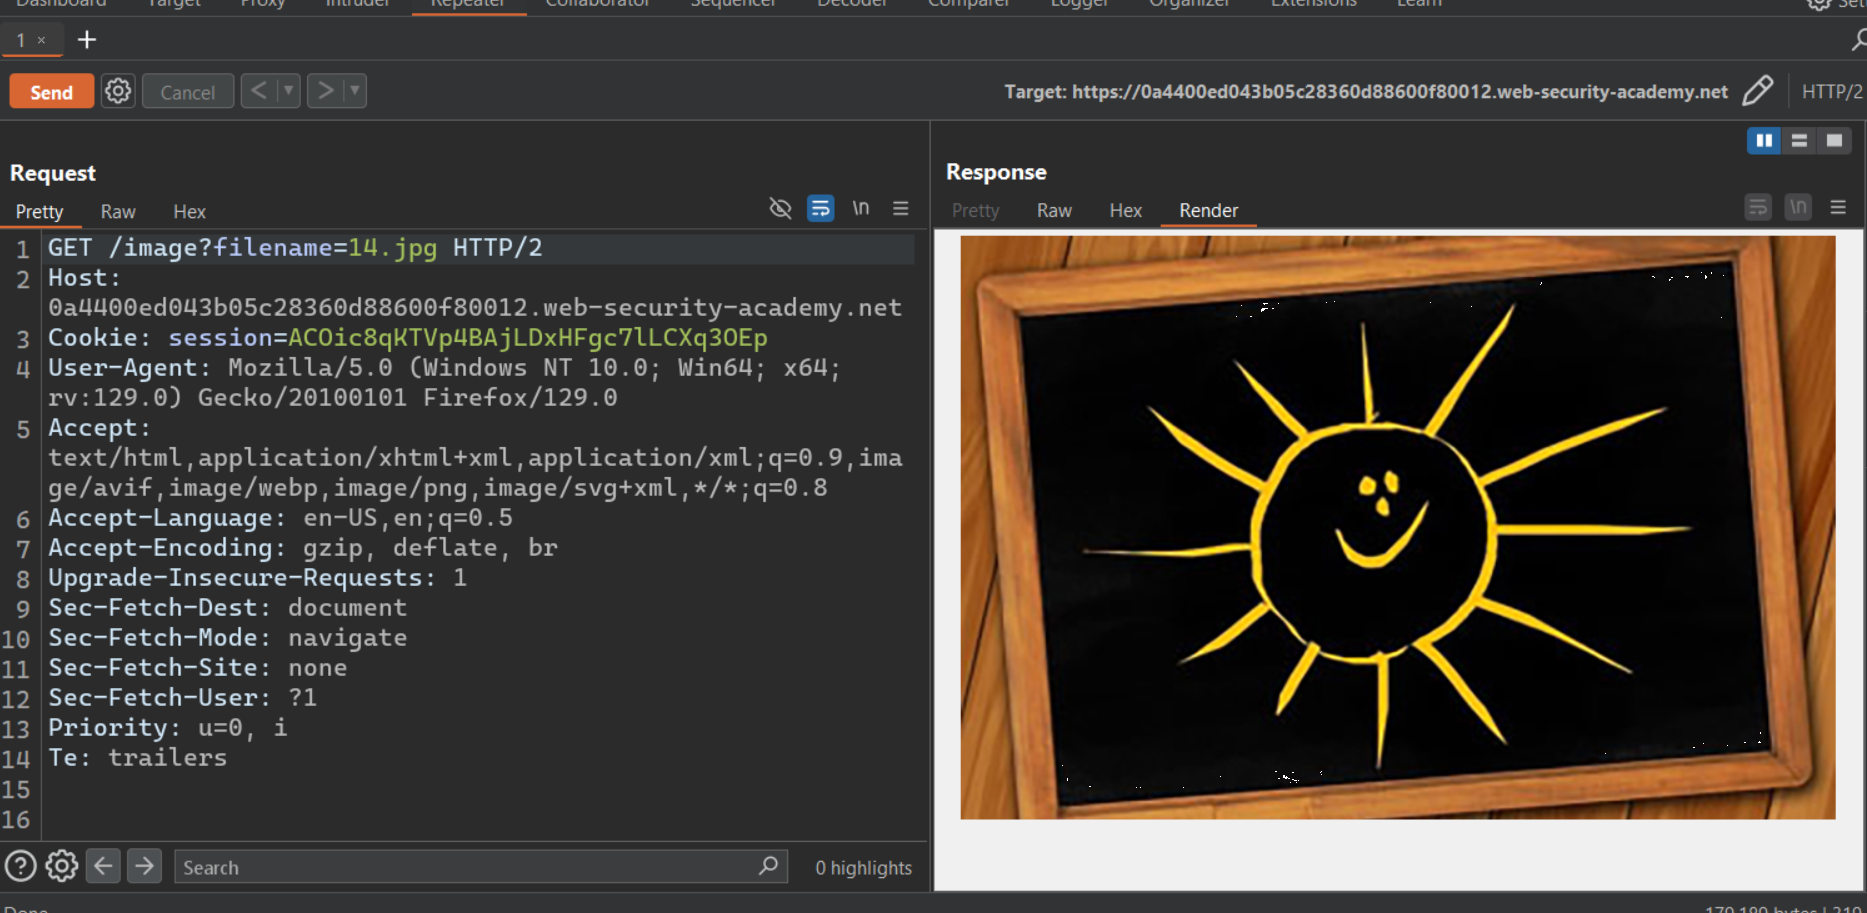 Dashboard Target Proxy Intruder Repeater Collaborator Sequencer Decoder Comparer Logger Organizer Extensions Learn
1 × +
Send Cancel < > Target: https://0a4400ed043b05c28360d88600f80012.web-security-academy.net HTTP/2
Request
Pretty Raw Hex \n
1 GET /image?filename=14.jpg HTTP/2
2 Host:
0a4400ed043b05c28360d88600f80012.web-security-academy.net
3 Cookie: session=ACOic8qKTVp4BAjLDxHFgc7lLCXq3OEp
4 User-Agent: Mozilla/5.0 (Windows NT 10.0; Win64; x64;
rv:129.0) Gecko/20100101 Firefox/129.0
5 Accept:
text/html,application/xhtml+xml,application/xml;q=0.9,ima
ge/avif,image/webp,image/png,image/svg+xml,*/*;q=0.8
6 Accept-Language: en-US,en;q=0.5
7 Accept-Encoding: gzip, deflate, br
8 Upgrade-Insecure-Requests: 1
9 Sec-Fetch-Dest: document
10 Sec-Fetch-Mode: navigate
11 Sec-Fetch-Site: none
12 Sec-Fetch-User: ?1
13 Priority: u=0, i
14 Te: trailers
15
16
Search 0 highlights
Response
Pretty Raw Hex Render \n
Done